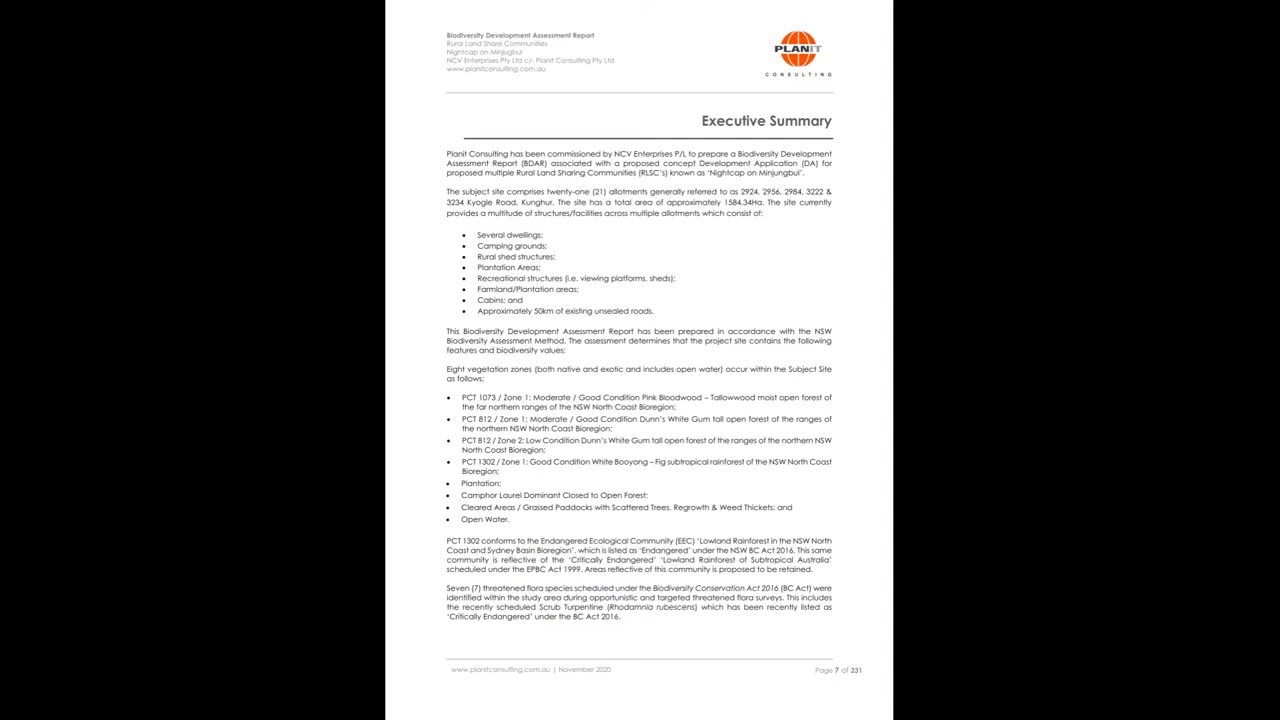 Biodiversity Development Assessment Report
Rural Land Share Communities
Nightcap on Minjugbul
NCV Enterprises Pty Ltd c/- Planit Consulting Pty Ltd
www.planitconsulting.com.au
PLANIT
CONSULTING
Executive Summary
Planit Consulting has been commissioned by NCV Enterprises P/L to prepare a Biodiversity Development
Assessment Report (BDAR) associated with a proposed concept Development Application (DA) for
proposed multiple Rural Land Sharing Communities (RLSC's) known as 'Nightcap on Minjungbul'.
The subject site comprises twenty-one (21) allotments generally referred to as 2924, 2956, 2984, 3222 &
3234 Kyogle Road, Kunghur. The site has a total area of approximately 1584.34Ha. The site currently
provides a multitude of structures/facilities across multiple allotments which consist of:
• Several dwellings;
• Camping grounds;
• Rural shed structures;
• Plantation Areas;
• Recreational structures (i.e. viewing platforms, sheds);
• Farmland/Plantation areas;
• Cabins; and
• Approximately 50km of existing unsealed roads.
This Biodiversity Development Assessment Report has been prepared in accordance with the NSW
Biodiversity Assessment Method. The assessment determines that the project site contains the following
features and biodiversity values:
Eight vegetation zones (both native and exotic and includes open water) occur within the Subject Site
as follows;
• PCT 1073 / Zone 1: Moderate / Good Condition Pink Bloodwood – Tallowwood moist open forest of
the far northern ranges of the NSW North Coast Bioregion;
• PCT 812 / Zone 1: Moderate / Good Condition Dunn's White Gum tall open forest of the ranges of
the northern NSW North Coast Bioregion;
• PCT 812 / Zone 2: Low Condition Dunn's White Gum tall open forest of the ranges of the northern NSW
North Coast Bioregion;
• PCT 1302 / Zone 1: Good Condition White Booyong – Fig subtropical rainforest of the NSW North Coast
Bioregion;
• Plantation;
• Camphor Laurel Dominant Closed to Open Forest;
• Cleared Areas / Grassed Paddocks with Scattered Trees, Regrowth & Weed Thickets; and
• Open Water.
PCT 1302 conforms to the Endangered Ecological Community (EEC) 'Lowland Rainforest in the NSW North
Coast and Sydney Basin Bioregion', which is listed as 'Endangered' under the NSW BC Act 2016. This same
community is reflective of the 'Critically Endangered' 'Lowland Rainforest of Subtropical Australia'
scheduled under the EPBC Act 1999. Areas reflective of this community is proposed to be retained.
Seven (7) threatened flora species scheduled under the Biodiversity Conservation Act 2016 (BC Act) were
identified within the study area during opportunistic and targeted threatened flora surveys. This includes
the recently scheduled Scrub Turpentine (Rhodamnia rubescens) which has been recently listed as
'Critically Endangered' under the BC Act 2016.
www.planitconsulting.com.au | November 2020
Page 7 of 231